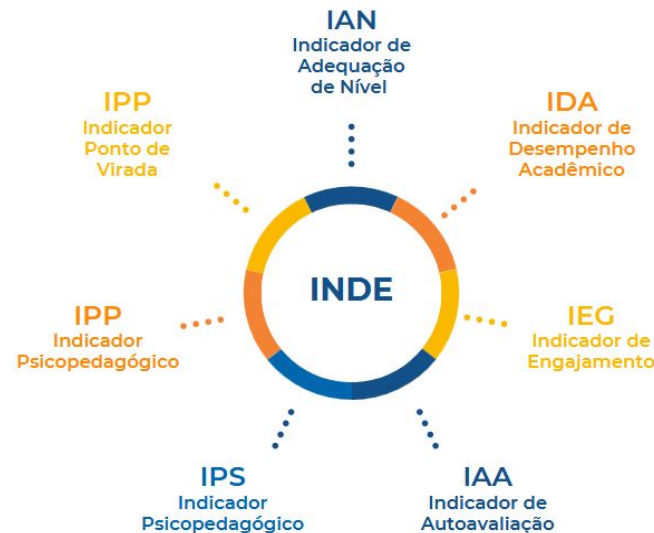 IAN
Indicador de
Adequação
de Nível
IPP
Indicador
Ponto de
Virada
IDA
Indicador de
Desempenho
Acadêmico
INDE
IPP
Indicador
Psicopedagógico
IEG
Indicador de
Engajamento
IPS
Indicador
Psicopedagógico
IAA
Indicador de
Autoavaliação